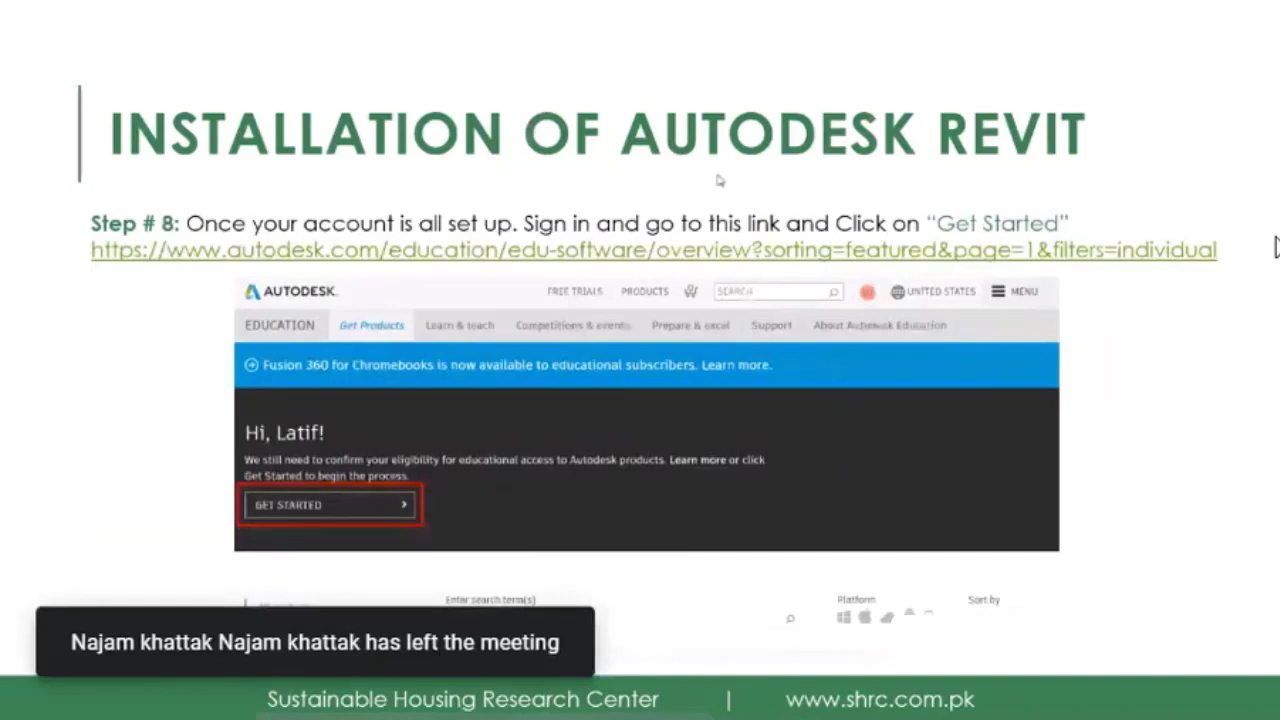 INSTALLATION OF AUTODESK REVIT
Step # 8: Once your account is all set up. Sign in and go to this link and Click on “Get Started”
https://www.autodesk.com/education/edu-software/overview?sorting=featured&page=1&filters=individual
AUTODESK. FREE TRIALS PRODUCTS SEARCH UNITED STATES MENU
EDUCATION Get Products Learn & teach Competitions & events Prepare & excel Support About Autodesk Education
Fusion 360 for Chromebooks is now available to educational subscribers. Learn more.
Hi, Latif!
We still need to confirm your eligibility for educational access to Autodesk products. Learn more or click
Get Started to begin the process.
GET STARTED
Enter search term(s) Platform Sort by
Najam khattak Najam khattak has left the meeting
Sustainable Housing Research Center | www.shrc.com.pk